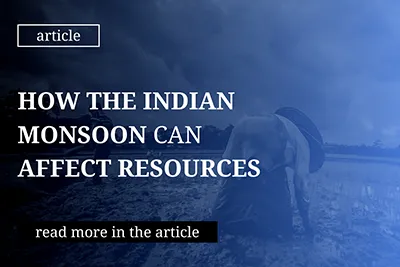 article
HOW THE INDIAN
MONSOON CAN
AFFECT RESOURCES
read more in the article